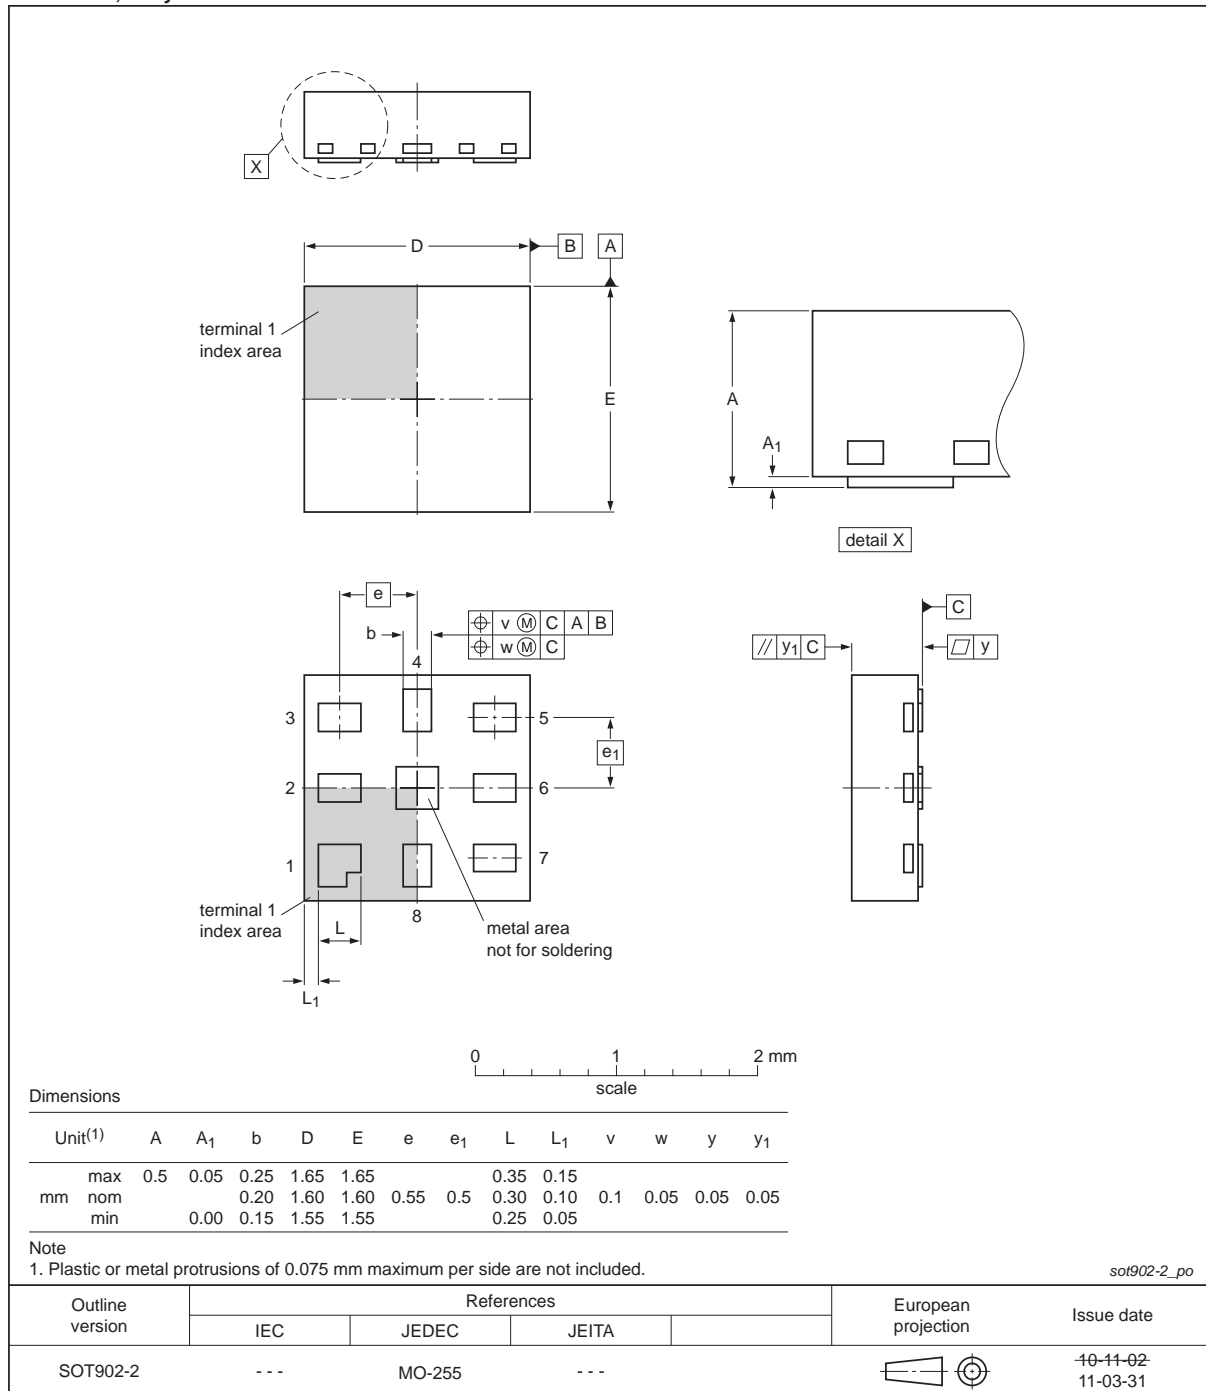 X
D
B
A
terminal 1
index area
E
A
A1
detail X
e
b
v M C A B
w M C
4
3
5
e1
2
6
1
7
terminal 1
index area
8
L
metal area
not for soldering
L1
C
// y1 C
y
0 1 2 mm
scale
Dimensions
Unit(1) A A1 b D E e e1 L L1 v w y y1
max 0.5 0.05 0.25 1.65 1.65 0.35 0.15
mm nom 0.20 1.60 1.60 0.55 0.5 0.30 0.10 0.1 0.05 0.05 0.05
min 0.00 0.15 1.55 1.55 0.25 0.05
Note
1. Plastic or metal protrusions of 0.075 mm maximum per side are not included.
sot902-2_po
Outline
version
References
IEC JEDEC JEITA
European
projection
Issue date
SOT902-2 - - - MO-255 - - -
10-11-02
11-03-31